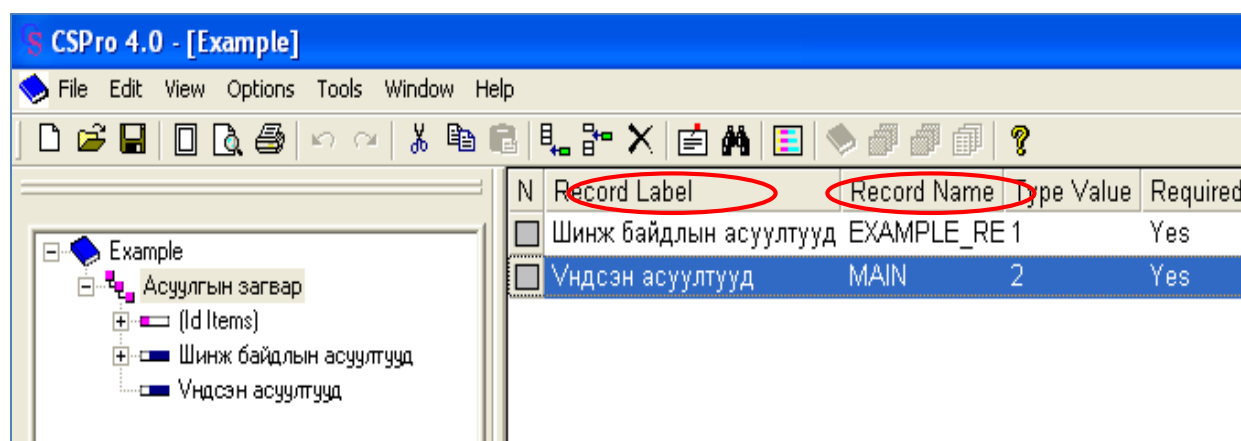 CSPro 4.0 - [Example]
File Edit View Options Tools Window Help
N Record Label Record Name Type Value Required
Шинж байдлын асуултууд EXAMPLE_RE 1 Yes
Vндсэн асуултууд MAIN 2 Yes
Example
Асуулгын загвар
(Id Items)
Шинж байдлын асуултууд
Vндсэн асуултууд